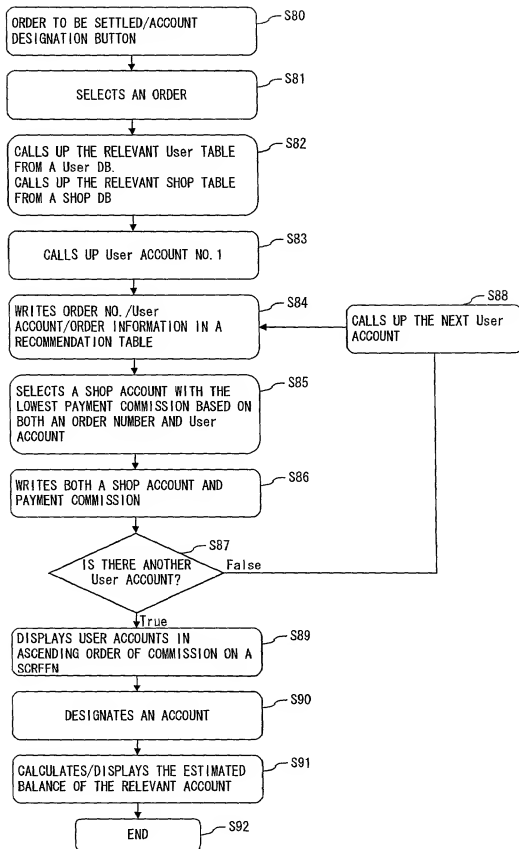 S80
ORDER TO BE SETTLED/ACCOUNT
DESIGNATION BUTTON
S81
SELECTS AN ORDER
S82
CALLS UP THE RELEVANT User TABLE
FROM A User DB.
CALLS UP THE RELEVANT SHOP TABLE
FROM A SHOP DB
S83
CALLS UP User ACCOUNT NO.1
S84
WRITES ORDER NO./User
ACCOUNT/ORDER INFORMATION IN A
RECOMMENDATION TABLE
S88
CALLS UP THE NEXT User
ACCOUNT
S85
SELECTS A SHOP ACCOUNT WITH THE
LOWEST PAYMENT COMMISSION BASED ON
BOTH AN ORDER NUMBER AND User
ACCOUNT
S86
WRITES BOTH A SHOP ACCOUNT AND
PAYMENT COMMISSION
S87
IS THERE ANOTHER
User ACCOUNT?
False
True
S89
DISPLAYS USER ACCOUNTS IN
ASCENDING ORDER OF COMMISSION ON A
SCREEN
S90
DESIGNATES AN ACCOUNT
S91
CALCULATES/DISPLAYS THE ESTIMATED
BALANCE OF THE RELEVANT ACCOUNT
S92
END